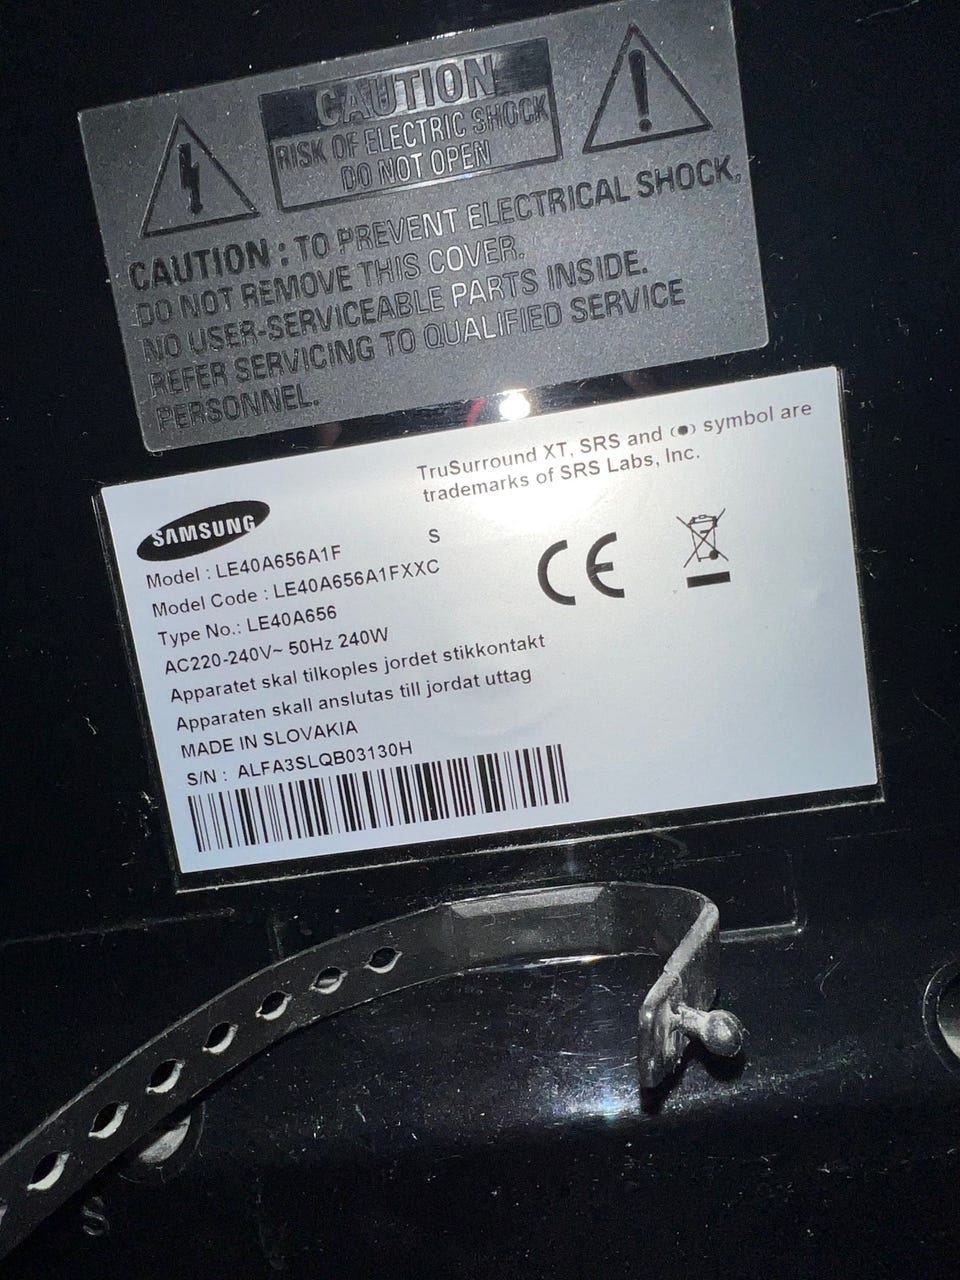 CAUTION
RISK OF ELECTRIC SHOCK
DO NOT OPEN
CAUTION : TO PREVENT ELECTRICAL SHOCK,
DO NOT REMOVE THIS COVER.
NO USER-SERVICEABLE PARTS INSIDE.
REFER SERVICING TO QUALIFIED SERVICE
PERSONNEL.
TruSurround XT, SRS and (●) symbol are
trademarks of SRS Labs, Inc.
SAMSUNG
Model : LE40A656A1F S
Model Code : LE40A656A1FXXC
Type No.: LE40A656
AC220-240V~ 50Hz 240W
Apparatet skal tilkoples jordet stikkontakt
Apparaten skall anslutas till jordat uttag
MADE IN SLOVAKIA
S/N : ALFA3SLQB03130H
CE
S